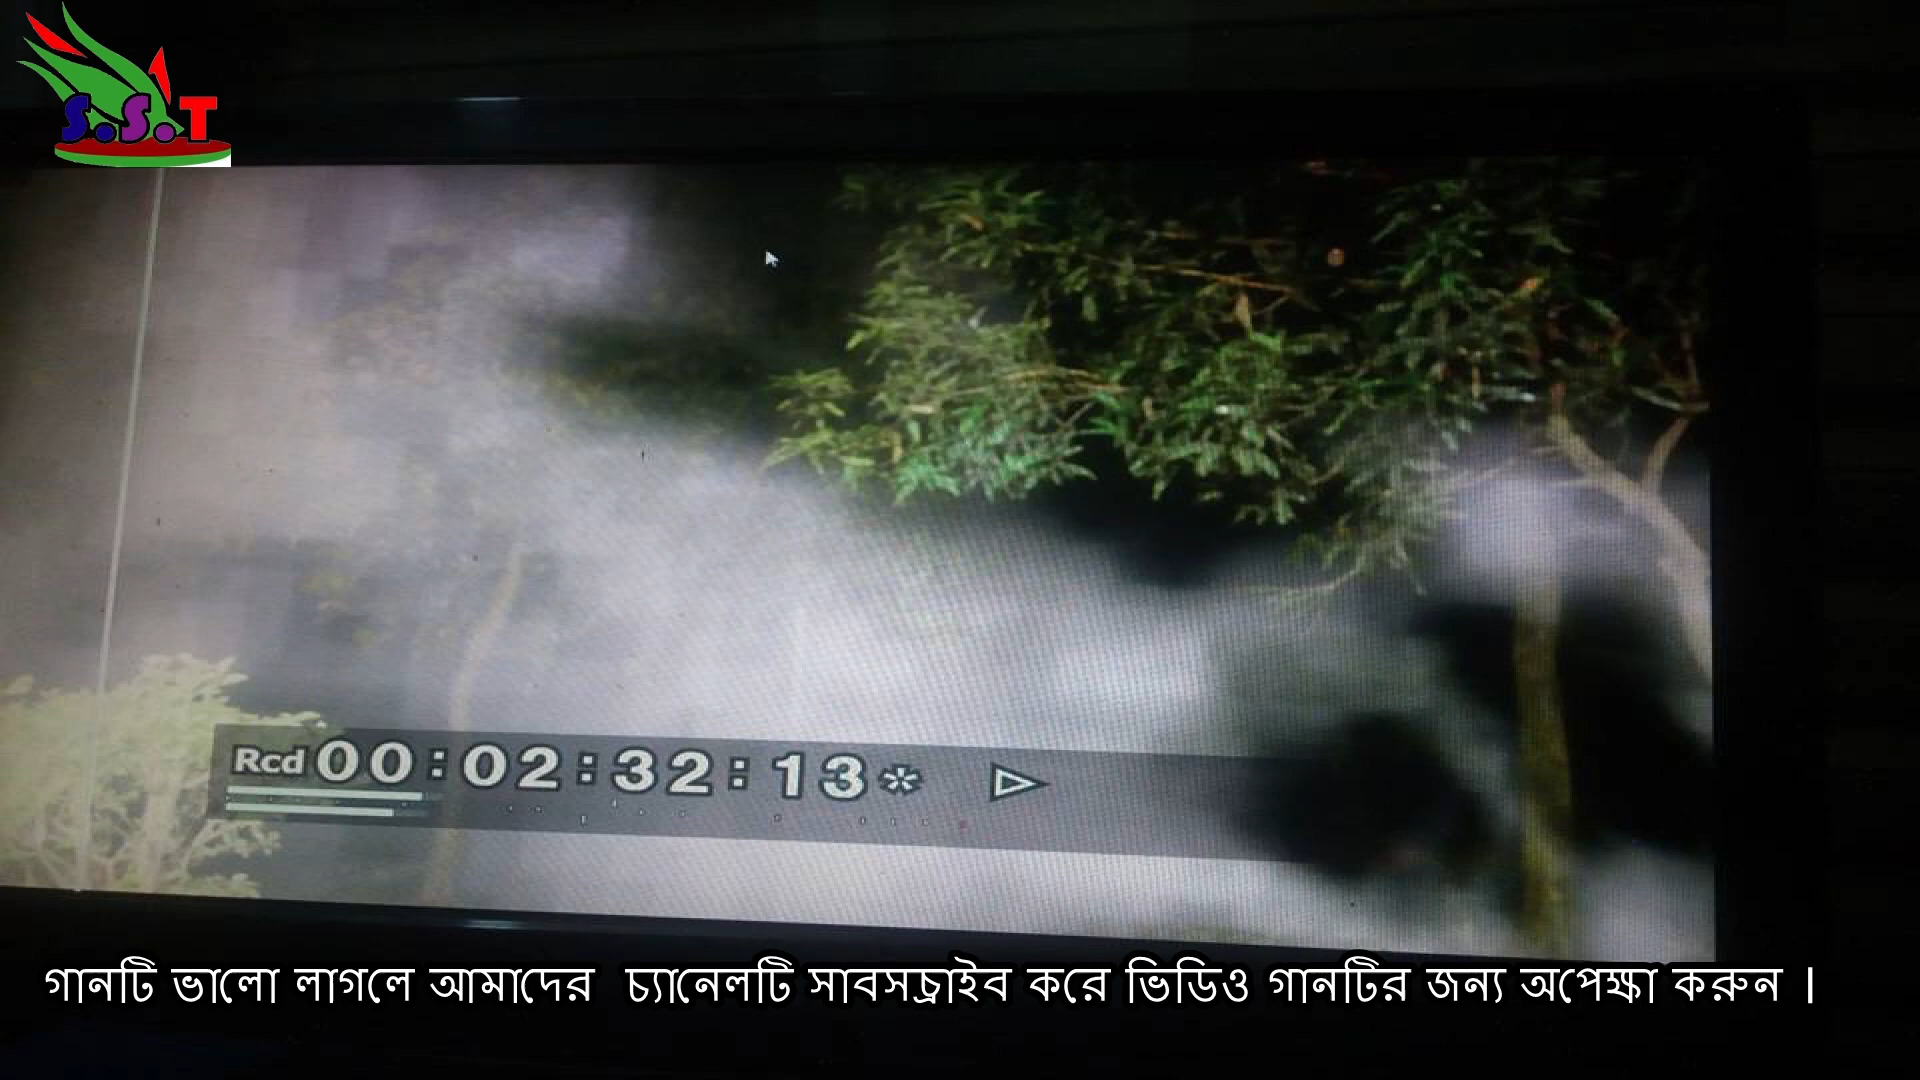 S.S.T
Rcd 00:02:32:13*
গানটি ভালো লাগলে আমাদের চ্যানেলটি সাবসক্রাইব করে ভিডিও গানটির জন্য অপেক্ষা করুন ।